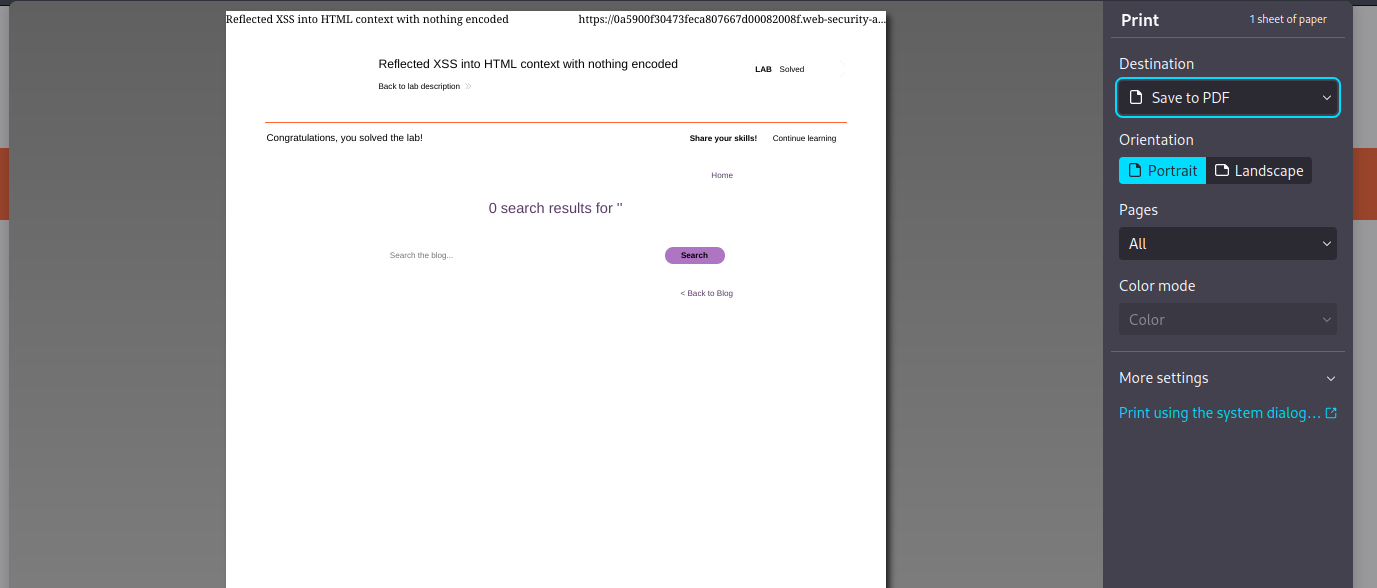 Reflected XSS into HTML context with nothing encoded
https://0a5900f30473feca807667d00082008f.web-security-a...
Reflected XSS into HTML context with nothing encoded
LAB Solved
Back to lab description »
Congratulations, you solved the lab!
Share your skills! Continue learning
Home
0 search results for ''
Search the blog...
Search
< Back to Blog
Print
1 sheet of paper
Destination
Save to PDF
Orientation
Portrait
Landscape
Pages
All
Color mode
Color
More settings
Print using the system dialog...